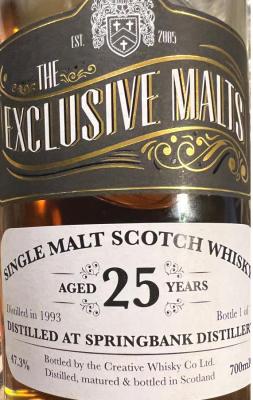 EST. 2005
THE
EXCLUSIVE MALTS
SINGLE MALT SCOTCH WHISKY
AGED 25 YEARS
Distilled in 1993 Bottle 1 of
DISTILLED AT SPRINGBANK DISTILLERY
47.3% Bottled by the Creative Whisky Co Ltd. 700ml
Distilled, matured & bottled in Scotland